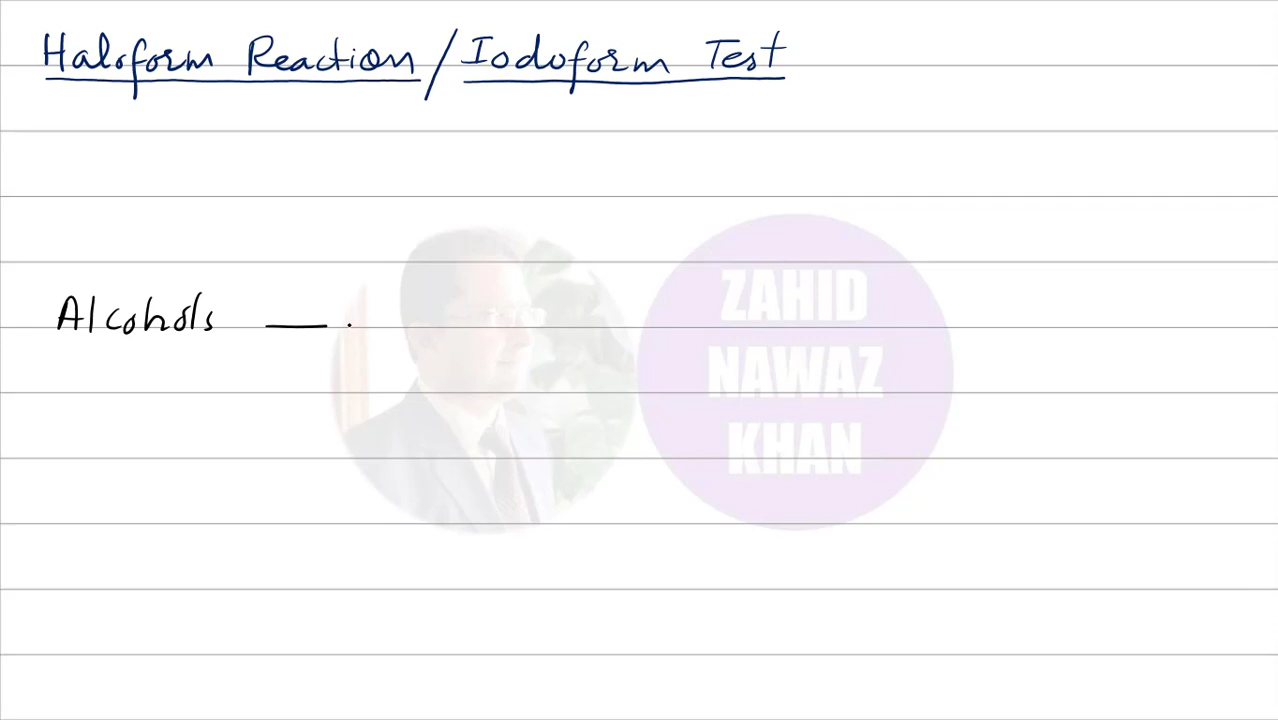 Haloform Reaction / Iodoform Test
Alcohols —
ZAHID
NAWAZ
KHAN